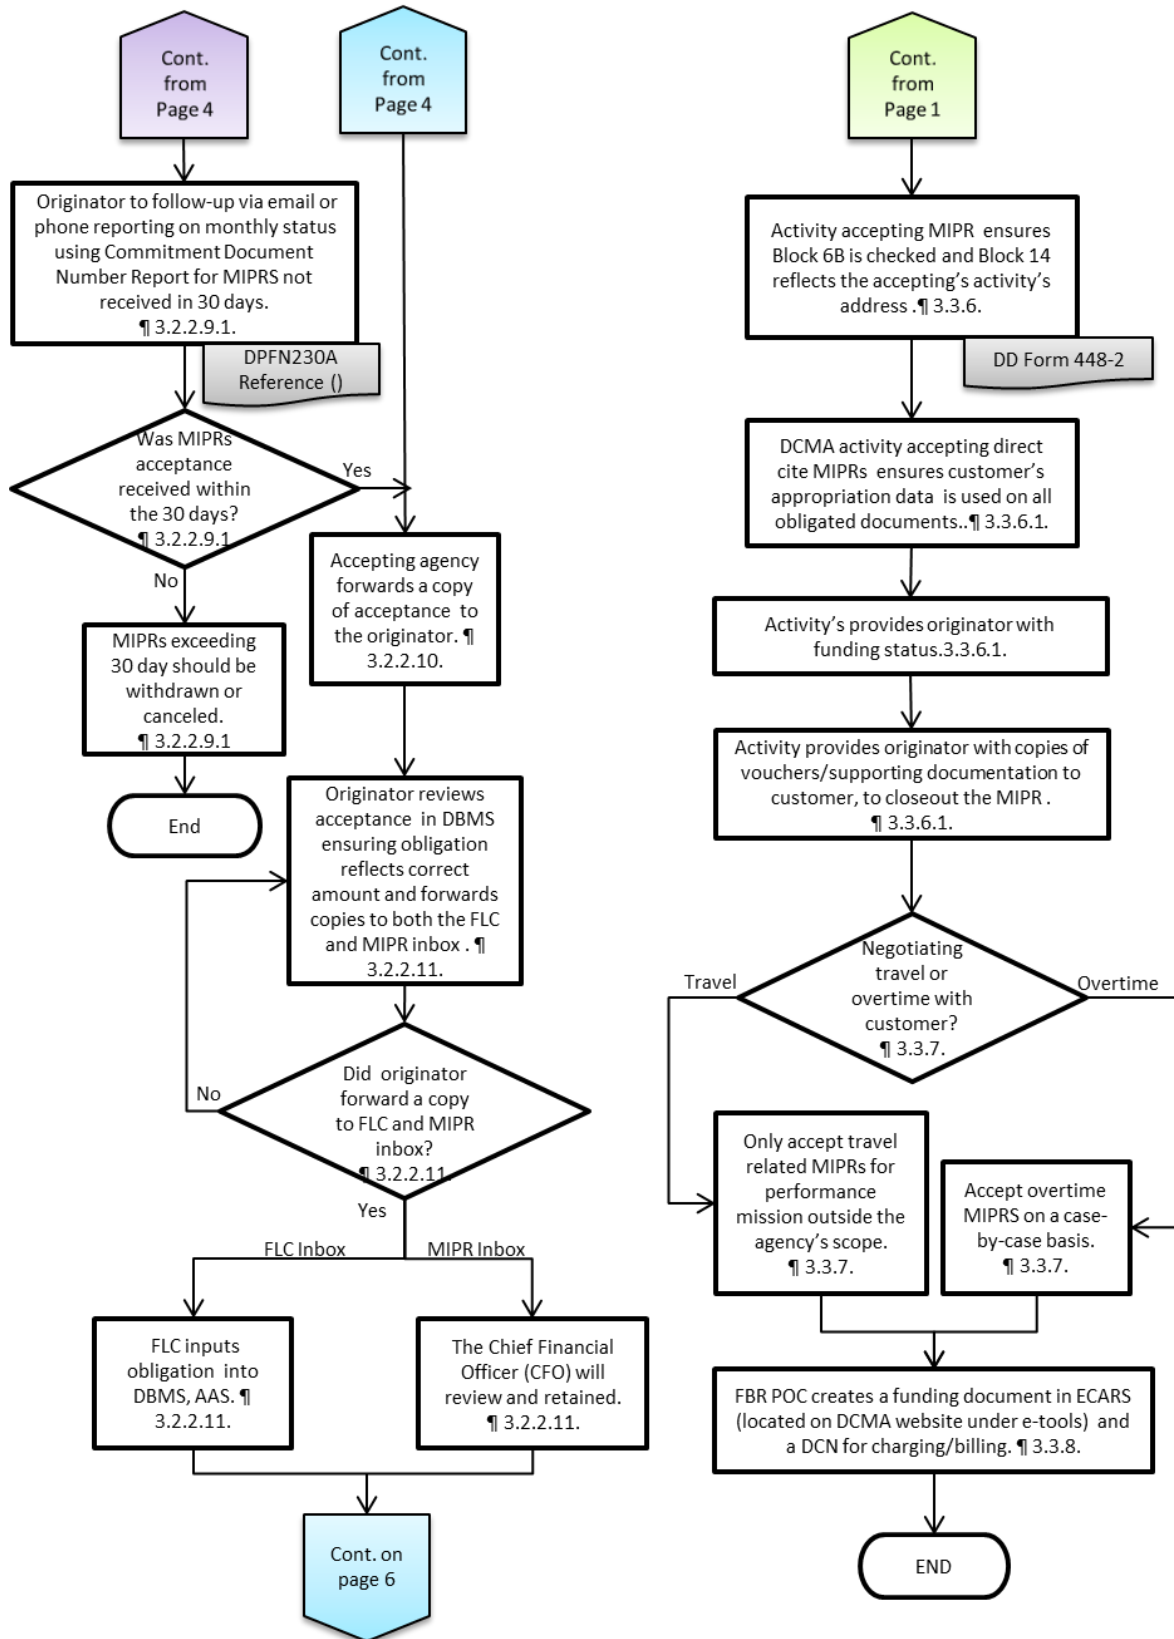 Cont.
from
Page 4
Cont.
from
Page 4
Originator to follow-up via email or
phone reporting on monthly status
using Commitment Document
Number Report for MIPRS not
received in 30 days.
¶ 3.2.2.9.1.
DPFN230A
Reference ()
Was MIPRs
acceptance
received within
the 30 days?
¶ 3.2.2.9.1
Yes
No
MIPRs exceeding
30 day should be
withdrawn or
canceled.
¶ 3.2.2.9.1
End
Accepting agency
forwards a copy
of acceptance to
the originator. ¶
3.2.2.10.
Originator reviews
acceptance in DBMS
ensuring obligation
reflects correct
amount and forwards
copies to both the FLC
and MIPR inbox . ¶
3.2.2.11.
Did originator
forward a copy
to FLC and MIPR
inbox?
¶ 3.2.2.11.
No
Yes
FLC Inbox
MIPR Inbox
FLC inputs
obligation into
DBMS, AAS. ¶
3.2.2.11.
The Chief Financial
Officer (CFO) will
review and retained.
¶ 3.2.2.11.
Cont. on
page 6
Cont.
from
Page 1
Activity accepting MIPR ensures
Block 6B is checked and Block 14
reflects the accepting's activity's
address .¶ 3.3.6.
DD Form 448-2
DCMA activity accepting direct
cite MIPRs ensures customer's
appropriation data is used on all
obligated documents..¶ 3.3.6.1.
Activity's provides originator with
funding status.3.3.6.1.
Activity provides originator with copies of
vouchers/supporting documentation to
customer, to closeout the MIPR .
¶ 3.3.6.1.
Negotiating
travel or
overtime with
customer?
¶ 3.3.7.
Travel
Overtime
Only accept travel
related MIPRs for
performance
mission outside the
agency's scope.
¶ 3.3.7.
Accept overtime
MIPRS on a case-
by-case basis.
¶ 3.3.7.
FBR POC creates a funding document in ECARS
(located on DCMA website under e-tools) and
a DCN for charging/billing. ¶ 3.3.8.
END